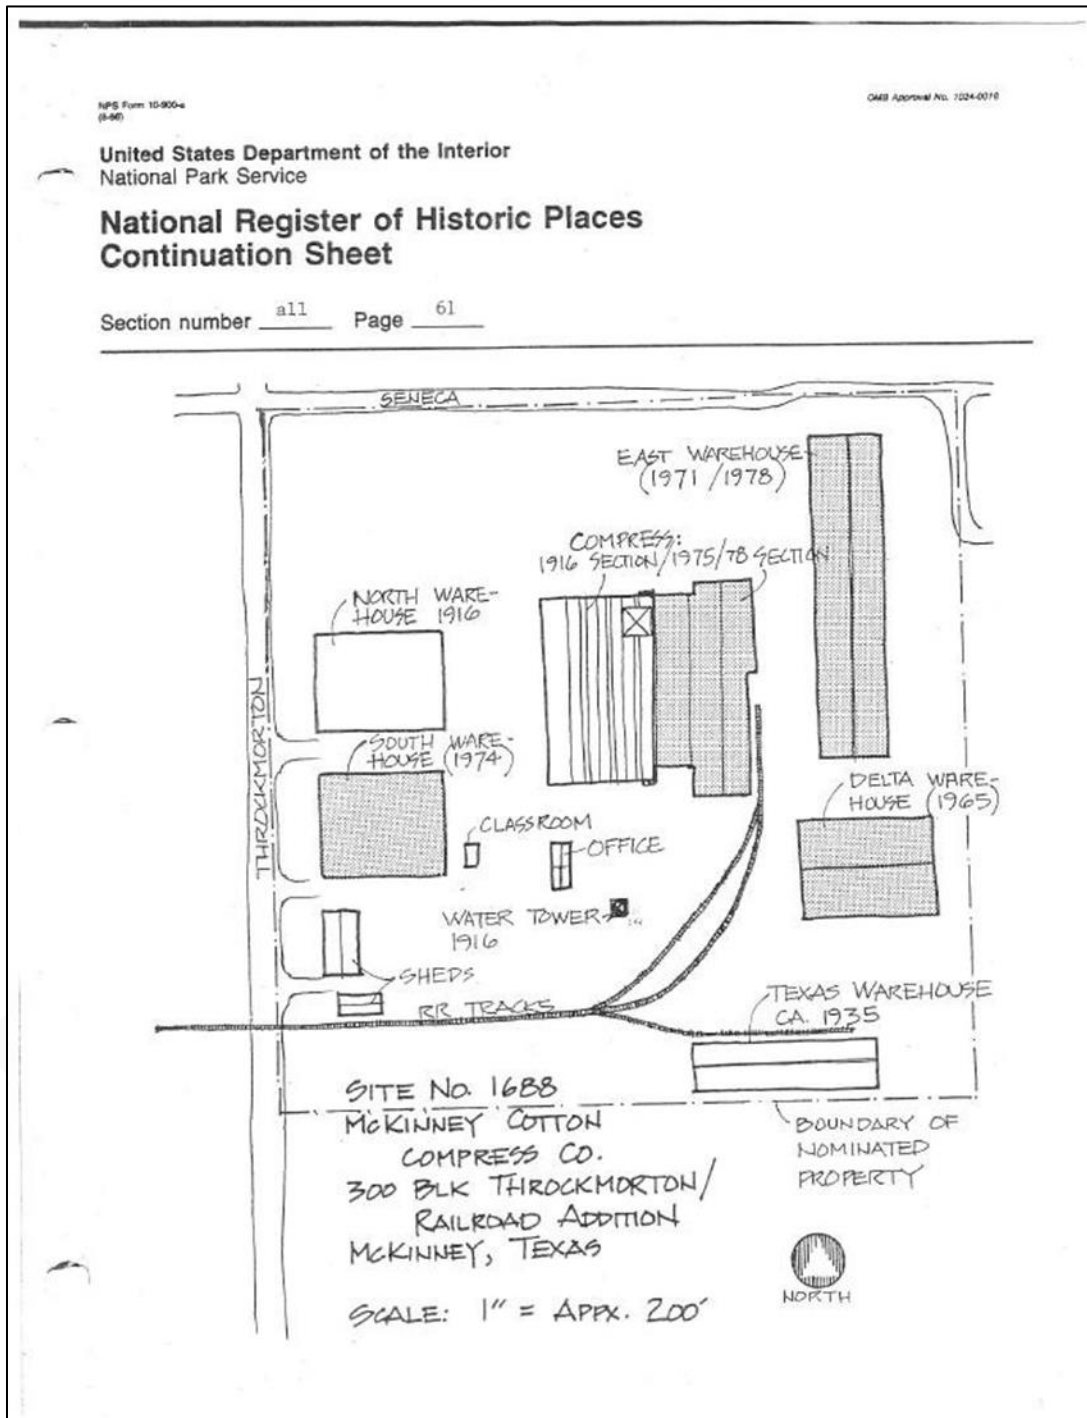 NPS Form 10-900-a
(8-86)
OMB Approval No. 1024-0018
United States Department of the Interior
National Park Service
National Register of Historic Places
Continuation Sheet
Section number all Page 61
SENECA
EAST WAREHOUSE
(1971/1978)
COMPRESS:
1916 SECTION/1975/78 SECTION
NORTH WARE-
HOUSE 1916
THROCKMORTON
SOUTH WARE-
HOUSE (1974)
DELTA WARE-
HOUSE (1965)
CLASSROOM
OFFICE
WATER TOWER
1916
SHEDS
RR TRACKS
TEXAS WAREHOUSE
CA. 1935
SITE No. 1688
McKINNEY COTTON
COMPRESS CO.
300 BLK THROCKMORTON/
RAILROAD ADDITION
McKINNEY, TEXAS
SCALE: 1" = APPX. 200'
BOUNDARY OF
NOMINATED
PROPERTY
NORTH